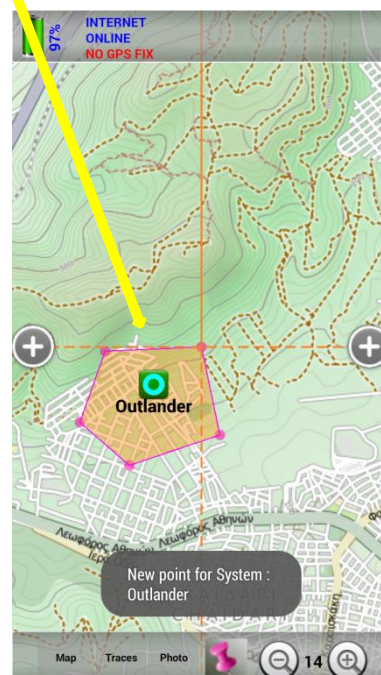 97%
INTERNET
ONLINE
NO GPS FIX
300
Outlander
Λεωφόρος Αθηνών
Λεωφόρος Αθηνών
New point for System :
Outlander
Map
Traces
Photo
14